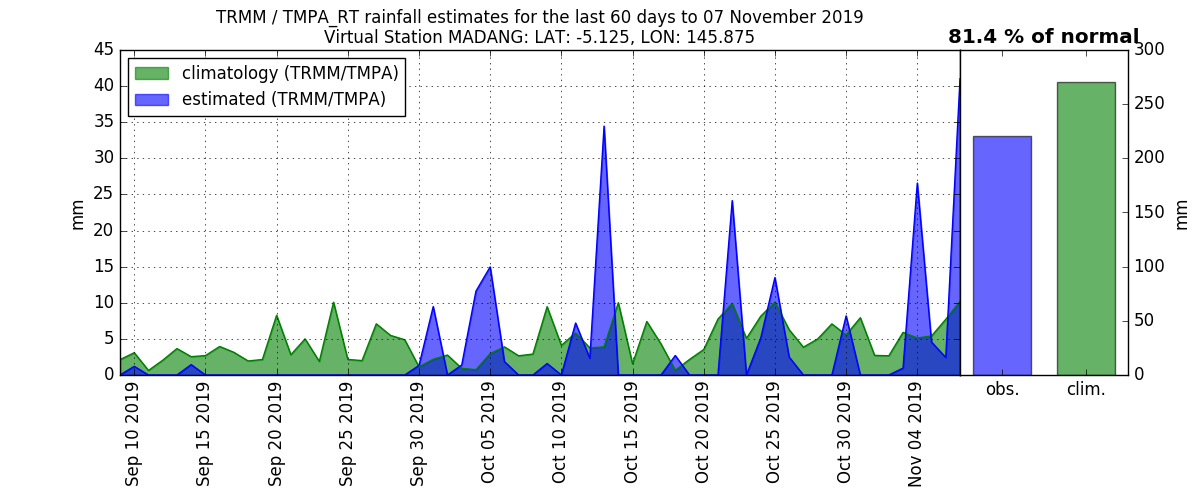 TRMM / TMPA_RT rainfall estimates for the last 60 days to 07 November 2019
Virtual Station MADANG: LAT: -5.125, LON: 145.875
81.4 % of normal
climatology (TRMM/TMPA)
estimated (TRMM/TMPA)
mm
45
40
35
30
25
20
15
10
5
0
Sep 10 2019
Sep 15 2019
Sep 20 2019
Sep 25 2019
Sep 30 2019
Oct 05 2019
Oct 10 2019
Oct 15 2019
Oct 20 2019
Oct 25 2019
Oct 30 2019
Nov 04 2019
obs.
clim.
300
250
200
150
100
50
0
mm